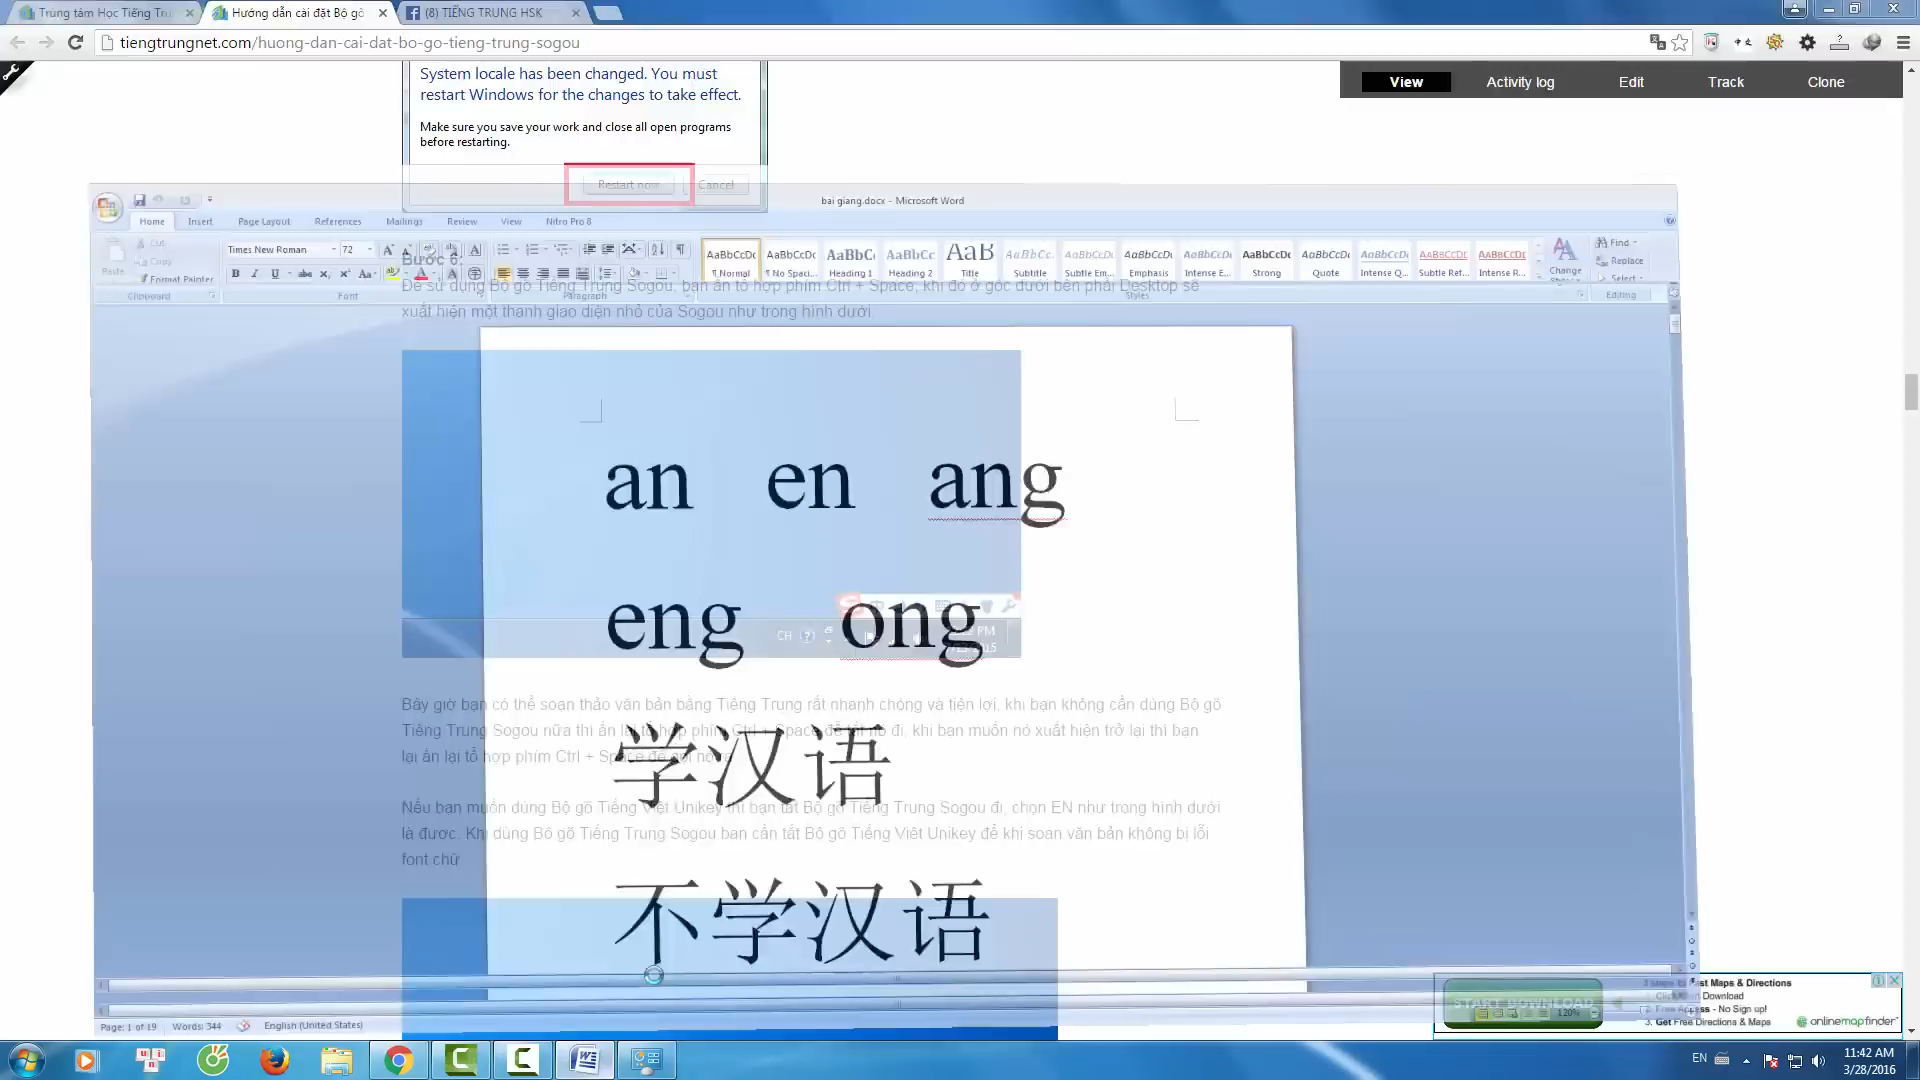 Trung tâm Học Tiếng Tru
Hướng dẫn cài đặt Bộ gõ
(8) TIẾNG TRUNG HSK
tiengtrungnet.com/huong-dan-cai-dat-bo-go-tieng-trung-sogou
View Activity log Edit Track Clone
System locale has been changed. You must
restart Windows for the changes to take effect.
Make sure you save your work and close all open programs
before restarting.
Restart now Cancel
bai giang.docx - Microsoft Word
Home Insert Page Layout References Mailings Review View Nitro Pro 8
Cut
Copy
Paste
Format Painter
Clipboard
Times New Roman 72
Font
Paragraph
AaBbCcDc AaBbCcDc AaBbC AaBbCc AaB AaBbCc AaBbCcDc AaBbCcDc AaBbCcDc AaBbCcDc AaBbCcDc AaBbCcDc AaBbCcDc AaBbCcDc
¶ Normal ¶ No Spaci... Heading 1 Heading 2 Title Subtitle Subtle Em... Emphasis Intense E... Strong Quote Intense Q... Subtle Ref... Intense R...
Styles
Change
Find
Replace
Select
Editing
Bước 6:
Để sử dụng Bộ gõ Tiếng Trung Sogou, bạn ấn tổ hợp phím Ctrl + Space, khi đó ở góc dưới bên phải Desktop sẽ
xuất hiện một thanh giao diện nhỏ của Sogou như trong hình dưới.
an en ang
eng ong
CH
PM
Bây giờ bạn có thể soạn thảo văn bản bằng Tiếng Trung rất nhanh chóng và tiện lợi, khi bạn không cần dùng Bộ gõ
Tiếng Trung Sogou nữa thì ấn lại tổ hợp phím Ctrl + Space để tắt nó đi, khi bạn muốn nó xuất hiện trở lại thì bạn
lại ấn lại tổ hợp phím Ctrl + Space để gọi nó ra
学汉语
Nếu bạn muốn dùng Bộ gõ Tiếng Việt Unikey thì bạn tắt Bộ gõ Tiếng Trung Sogou đi, chọn EN như trong hình dưới
là được. Khi dùng Bộ gõ Tiếng Trung Sogou bạn cần tắt Bộ gõ Tiếng Việt Unikey để khi soạn văn bản không bị lỗi
font chữ
不学汉语
Maps & Directions
Download
- No Sign up!
3. Get Free Directions & Maps
START DOWNLOAD
onlinemapfinder
120%
Page: 1 of 19 Words: 344 English (United States)
EN
11:42 AM
3/28/2016